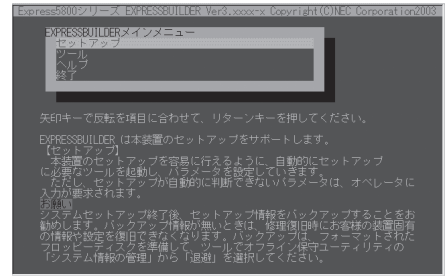 Express5800シリーズ EXPRESSBUILDER Ver3.xxxx-x Copyright(C)NEC Corporation2003
EXPRESSBUILDERメインメニュー
セットアップ
ツール
ヘルプ
終了
矢印キーで反転を項目に合わせて、リターンキーを押してください。
EXPRESSBUILDER は本装置のセットアップをサポートします。
【セットアップ】
本装置のセットアップを容易に行えるように、自動的にセットアップ
に必要なツールを起動し、パラメータを設定していきます。
ただし、セットアップが自動的に判断できないパラメータは、オペレータに
入力が要求されます。
お願い
システムセットアップ終了後、セットアップ情報をバックアップすることをお
勧めします。バックアップ情報が無いときは、修理復旧時にお客様の装置固有
の情報や設定を復旧できなくなります。バックアップは、フォーマットされた
フロッピーディスクを準備して、ツールでオフライン保守ユーティリティの
「システム情報の管理」から「退避」を選択してください。